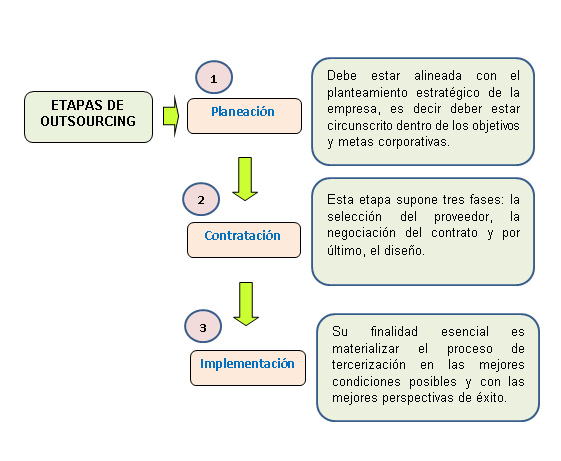 ETAPAS DE
OUTSOURCING
1
Planeación
Debe estar alineada con el
planteamiento estratégico de la
empresa, es decir deber estar
circunscrito dentro de los objetivos
y metas corporativas.
2
Contratación
Esta etapa supone tres fases: la
selección del proveedor, la
negociación del contrato y por
último, el diseño.
3
Implementación
Su finalidad esencial es
materializar el proceso de
tercerización en las mejores
condiciones posibles y con las
mejores perspectivas de éxito.